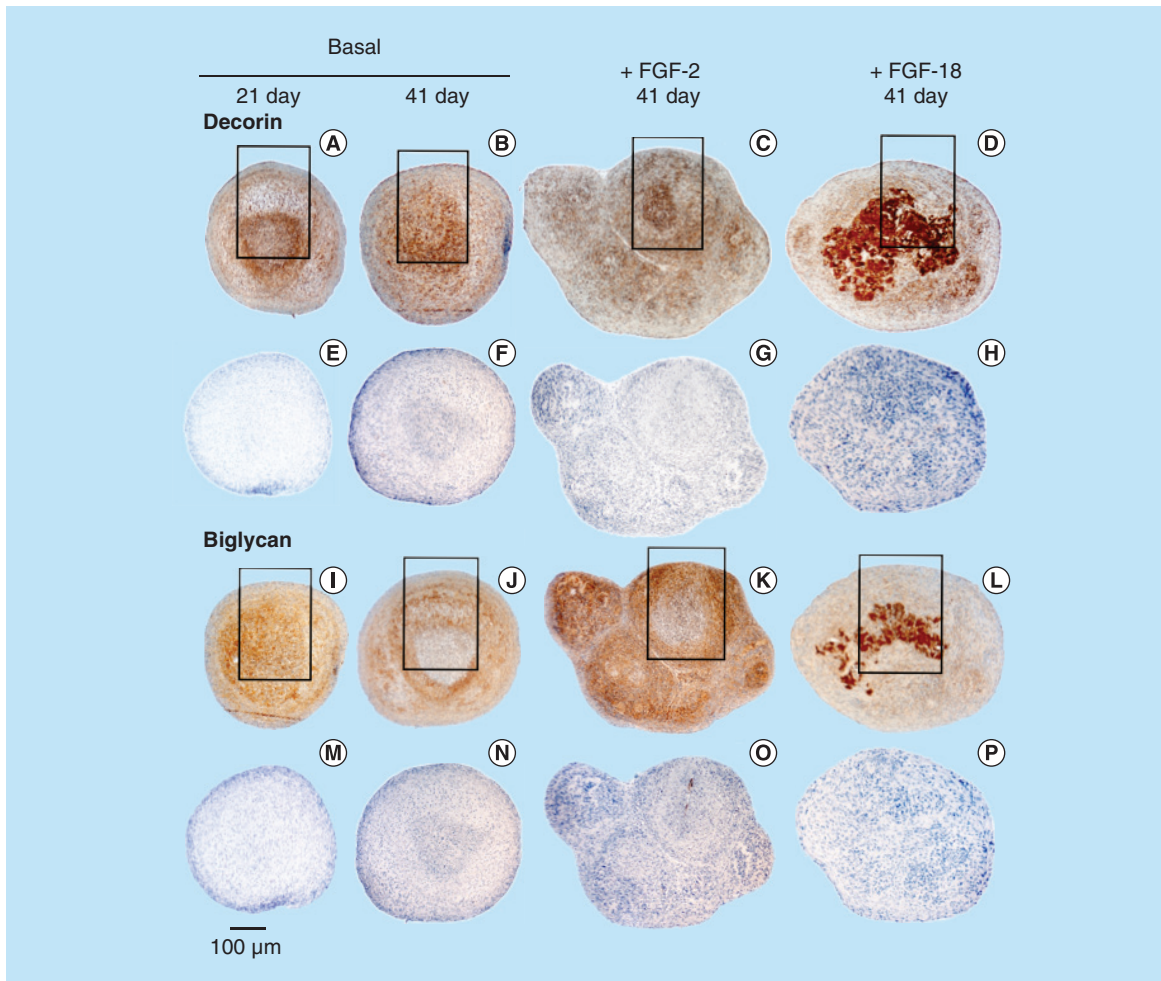 Basal
21 day
41 day
+ FGF-2
41 day
+ FGF-18
41 day
Decorin
A
B
C
D
E
F
G
H
Biglycan
I
J
K
L
M
N
O
P
100 µm